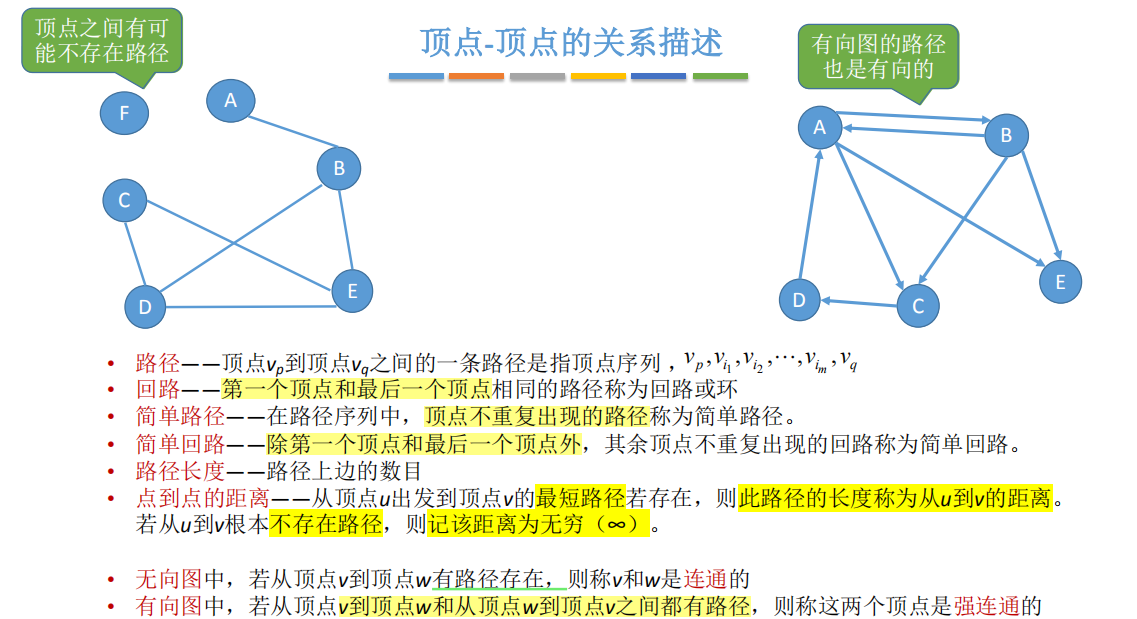 顶点之间有可
能不存在路径
顶点-顶点的关系描述
有向图的路径
也是有向的
F
A
B
C
D
E
A
B
C
D
E
• 路径——顶点vp到顶点vq之间的一条路径是指顶点序列，vp,vi1,vi2,⋯,vim,vq
• 回路——第一个顶点和最后一个顶点相同的路径称为回路或环
• 简单路径——在路径序列中，顶点不重复出现的路径称为简单路径。
• 简单回路——除第一个顶点和最后一个顶点外，其余顶点不重复出现的回路称为简单回路。
• 路径长度——路径上边的数目
• 点到点的距离——从顶点u出发到顶点v的最短路径若存在，则此路径的长度称为从u到v的距离。
若从u到v根本不存在路径，则记该距离为无穷（∞）。
• 无向图中，若从顶点v到顶点w有路径存在，则称v和w是连通的
• 有向图中，若从顶点v到顶点w和从顶点w到顶点v之间都有路径，则称这两个顶点是强连通的